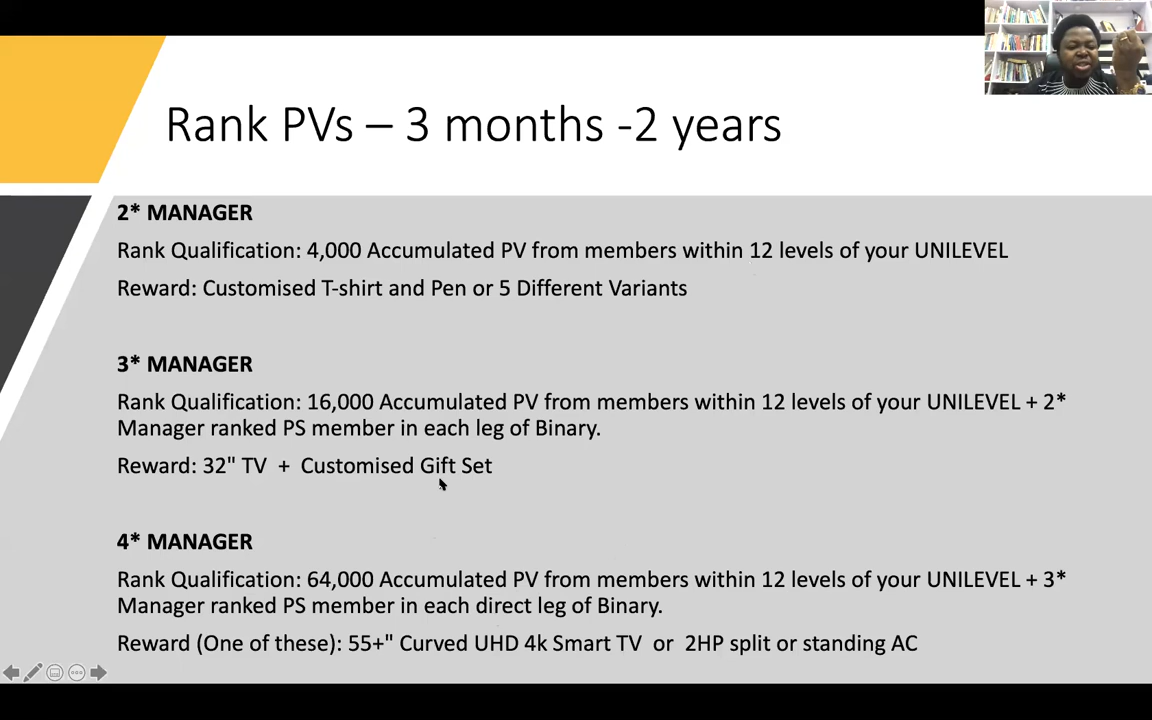 Rank PVs – 3 months -2 years
2* MANAGER
Rank Qualification: 4,000 Accumulated PV from members within 12 levels of your UNILEVEL
Reward: Customised T-shirt and Pen or 5 Different Variants
3* MANAGER
Rank Qualification: 16,000 Accumulated PV from members within 12 levels of your UNILEVEL + 2*
Manager ranked PS member in each leg of Binary.
Reward: 32" TV + Customised Gift Set
4* MANAGER
Rank Qualification: 64,000 Accumulated PV from members within 12 levels of your UNILEVEL + 3*
Manager ranked PS member in each direct leg of Binary.
Reward (One of these): 55+" Curved UHD 4k Smart TV or 2HP split or standing AC